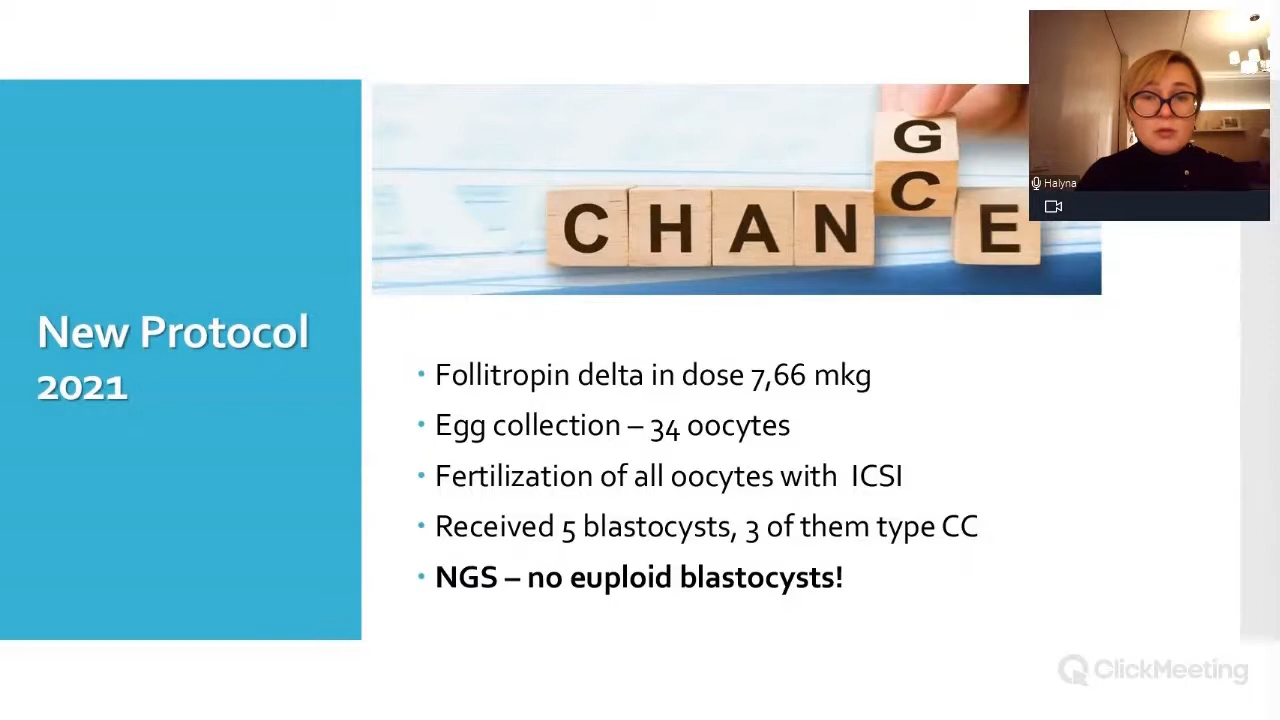 G
C
CHAN E
Halyna
New Protocol
2021
• Follitropin delta in dose 7,66 mkg
• Egg collection – 34 oocytes
• Fertilization of all oocytes with  ICSI
• Received 5 blastocysts, 3 of them type CC
• NGS – no euploid blastocysts!
ClickMeeting